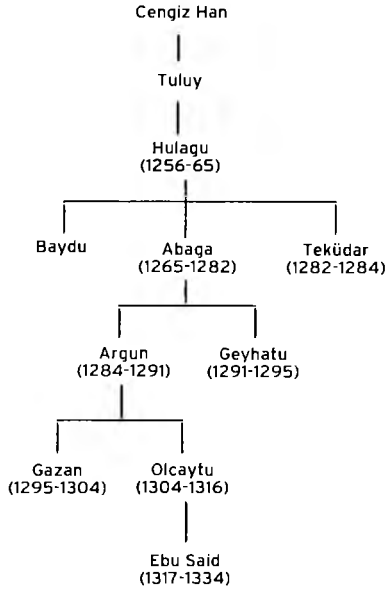 Cengiz Han
Tuluy
Hulagu
(1256-65)
Baydu
Abaga
(1265-1282)
Teküdar
(1282-1284)
Argun
(1284-1291)
Geyhatu
(1291-1295)
Gazan
(1295-1304)
Olcaytu
(1304-1316)
Ebu Said
(1317-1334)